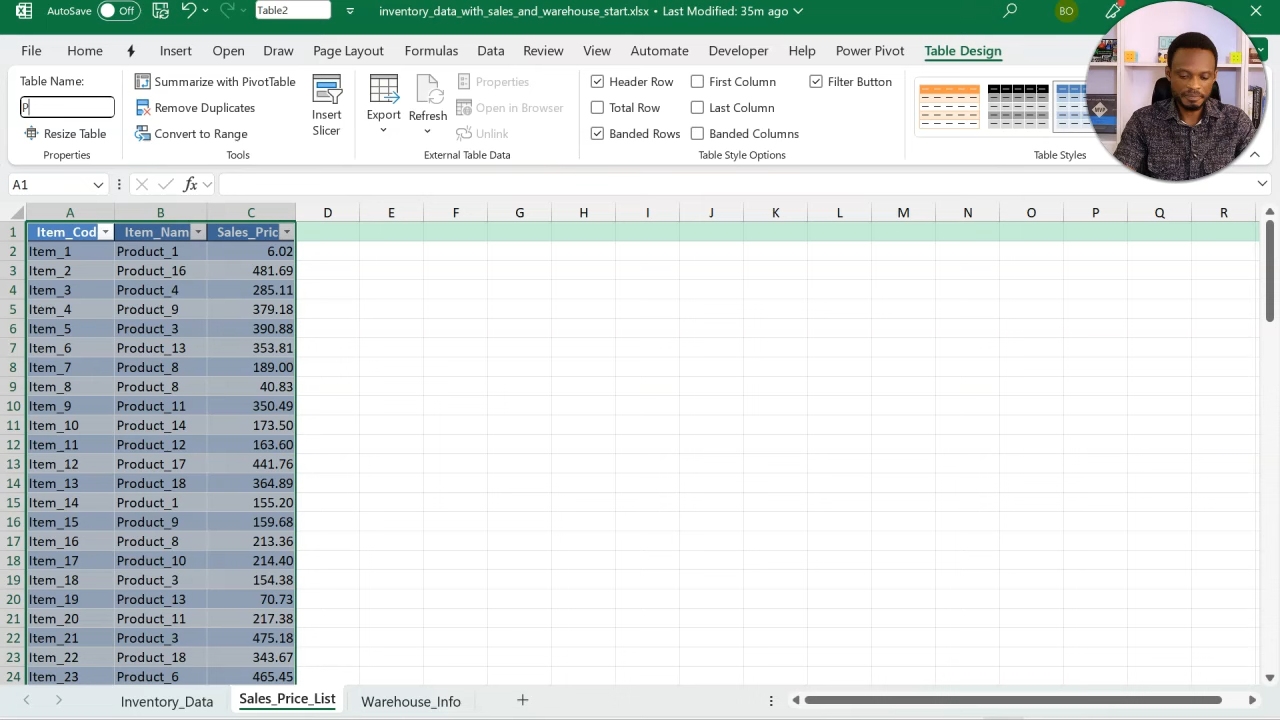 AutoSave Off Table2 inventory_data_with_sales_and_warehouse_start.xlsx • Last Modified: 35m ago BO
File Home Insert Open Draw Page Layout Formulas Data Review View Automate Developer Help Power Pivot Table Design
Table Name:
P
Resize Table
Properties
Summarize with PivotTable
Remove Duplicates
Convert to Range
Tools
Insert
Slicer
Export
Refresh
Properties
Open in Browser
Unlink
External Table Data
Header Row First Column Filter Button
Total Row Last Column
Banded Rows Banded Columns
Table Style Options
Table Styles
A1 fx
A B C D E F G H I J K L M N O P Q R
1 Item_Cod Item_Nam Sales_Pric
2 Item_1 Product_1 6.02
3 Item_2 Product_16 481.69
4 Item_3 Product_4 285.11
5 Item_4 Product_9 379.18
6 Item_5 Product_3 390.88
7 Item_6 Product_13 353.81
8 Item_7 Product_8 189.00
9 Item_8 Product_8 40.83
10 Item_9 Product_11 350.49
11 Item_10 Product_14 173.50
12 Item_11 Product_12 163.60
13 Item_12 Product_17 441.76
14 Item_13 Product_18 364.89
15 Item_14 Product_1 155.20
16 Item_15 Product_9 159.68
17 Item_16 Product_8 213.36
18 Item_17 Product_10 214.40
19 Item_18 Product_3 154.38
20 Item_19 Product_13 70.73
21 Item_20 Product_11 217.38
22 Item_21 Product_3 475.18
23 Item_22 Product_18 343.67
24 Item_23 Product_6 465.45
Inventory_Data Sales_Price_List Warehouse_Info